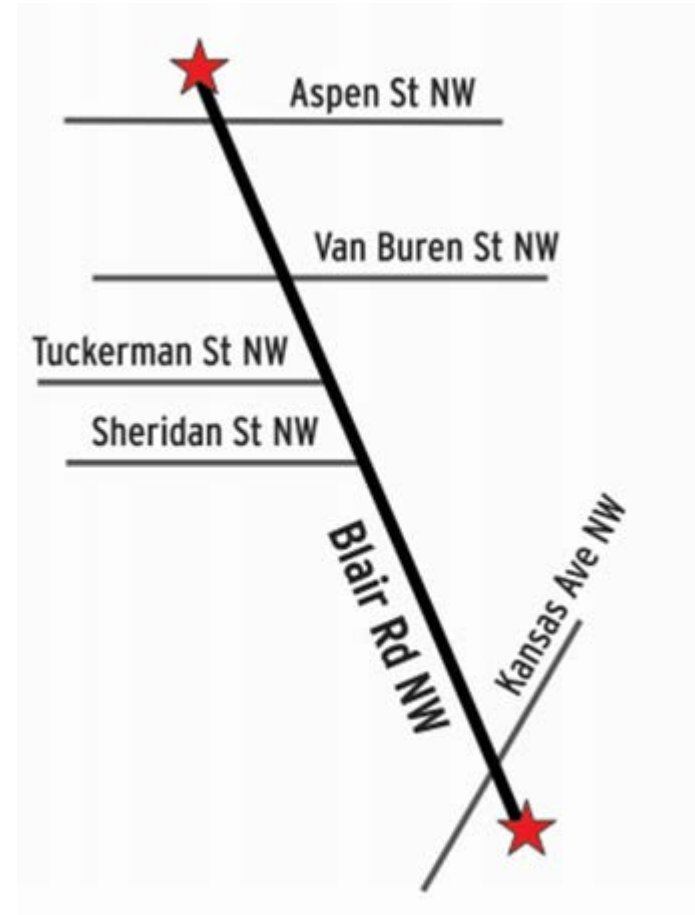 Aspen St NW
Van Buren St NW
Tuckerman St NW
Sheridan St NW
Blair Rd NW
Kansas Ave NW